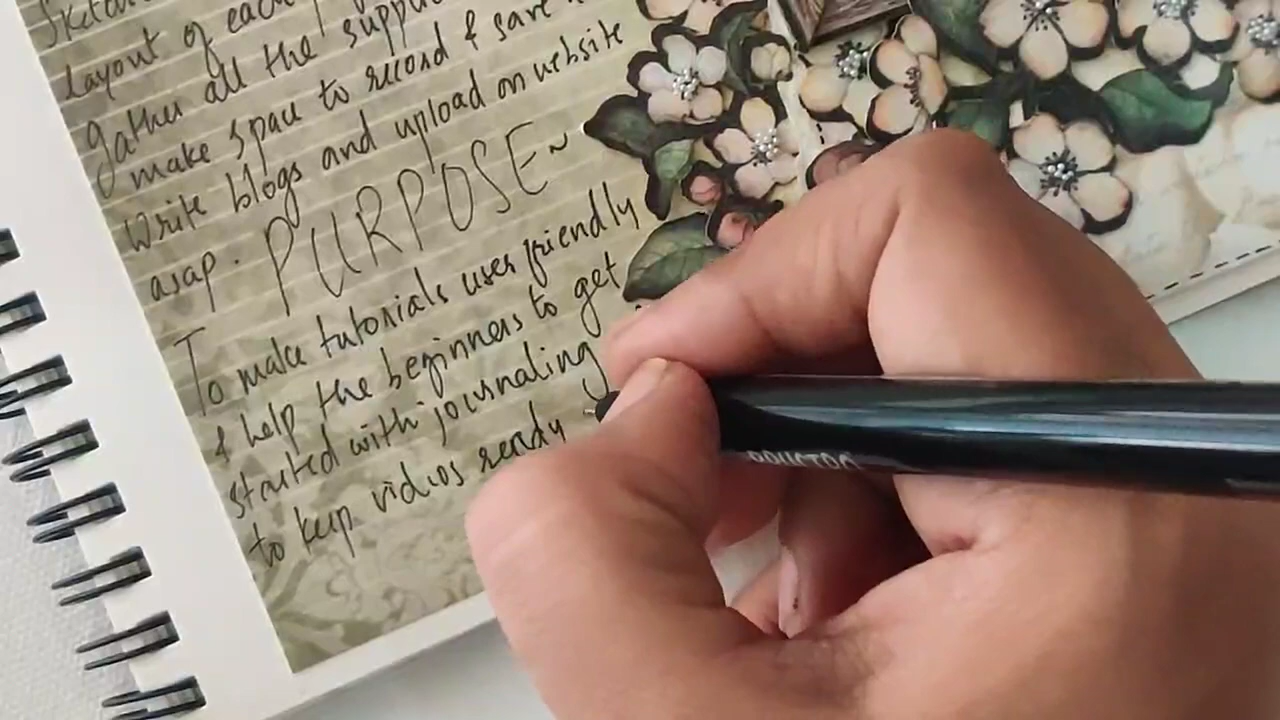 Layout of each
gather all the
make space to record & save
Write blogs and upload on website
asap. PURPOSE~
To make tutorials user friendly
& help the beginners to get
started with journaling
to keep videos ready